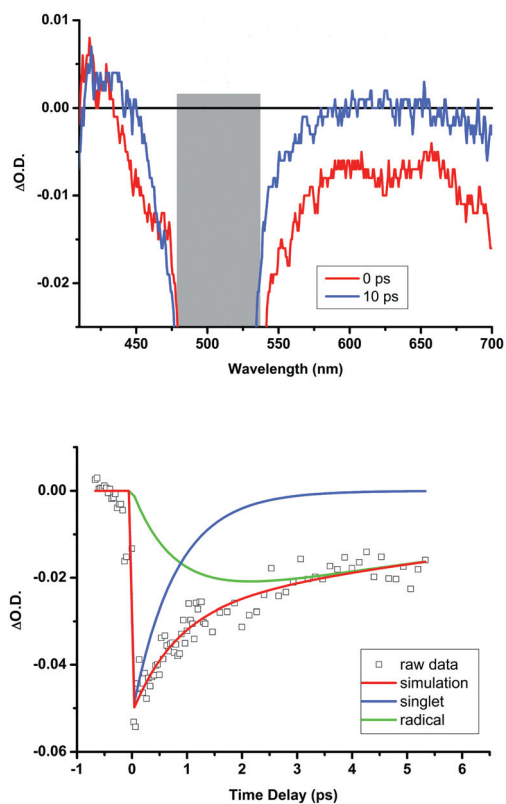 0.01
0.00
-0.01
-0.02
ΔO.D.
0 ps
10 ps
450 500 550 600 650 700
Wavelength (nm)
0.00
-0.02
-0.04
-0.06
ΔO.D.
raw data
simulation
singlet
radical
-1 0 1 2 3 4 5 6
Time Delay (ps)